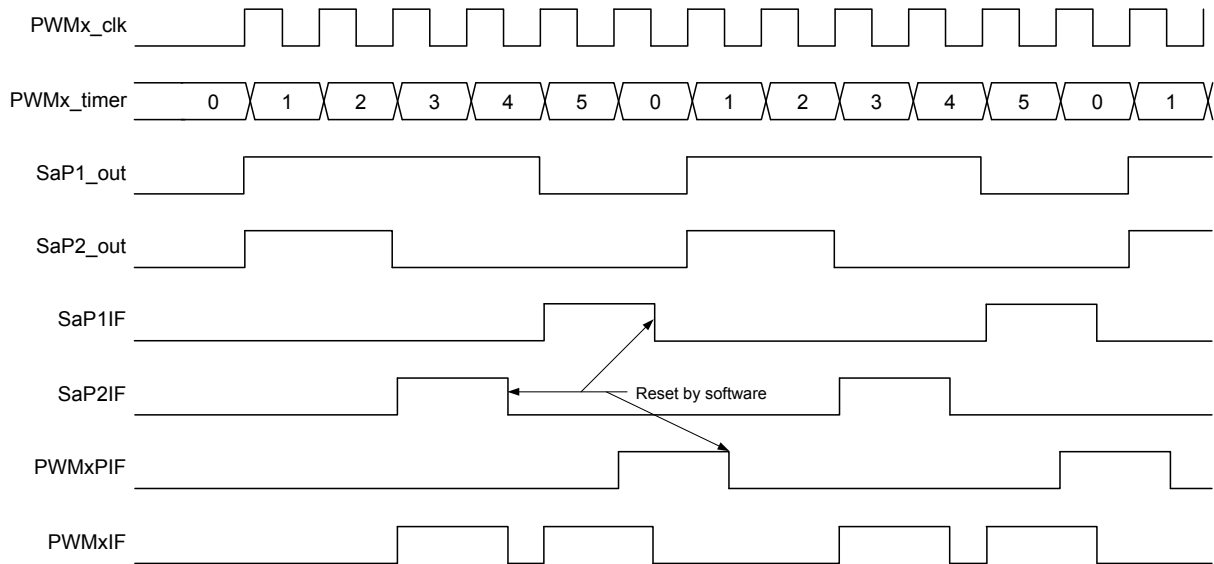 PWMx_clk
PWMx_timer 0 1 2 3 4 5 0 1 2 3 4 5 0 1
SaP1_out
SaP2_out
SaP1IF
SaP2IF Reset by software
PWMxPIF
PWMxIF